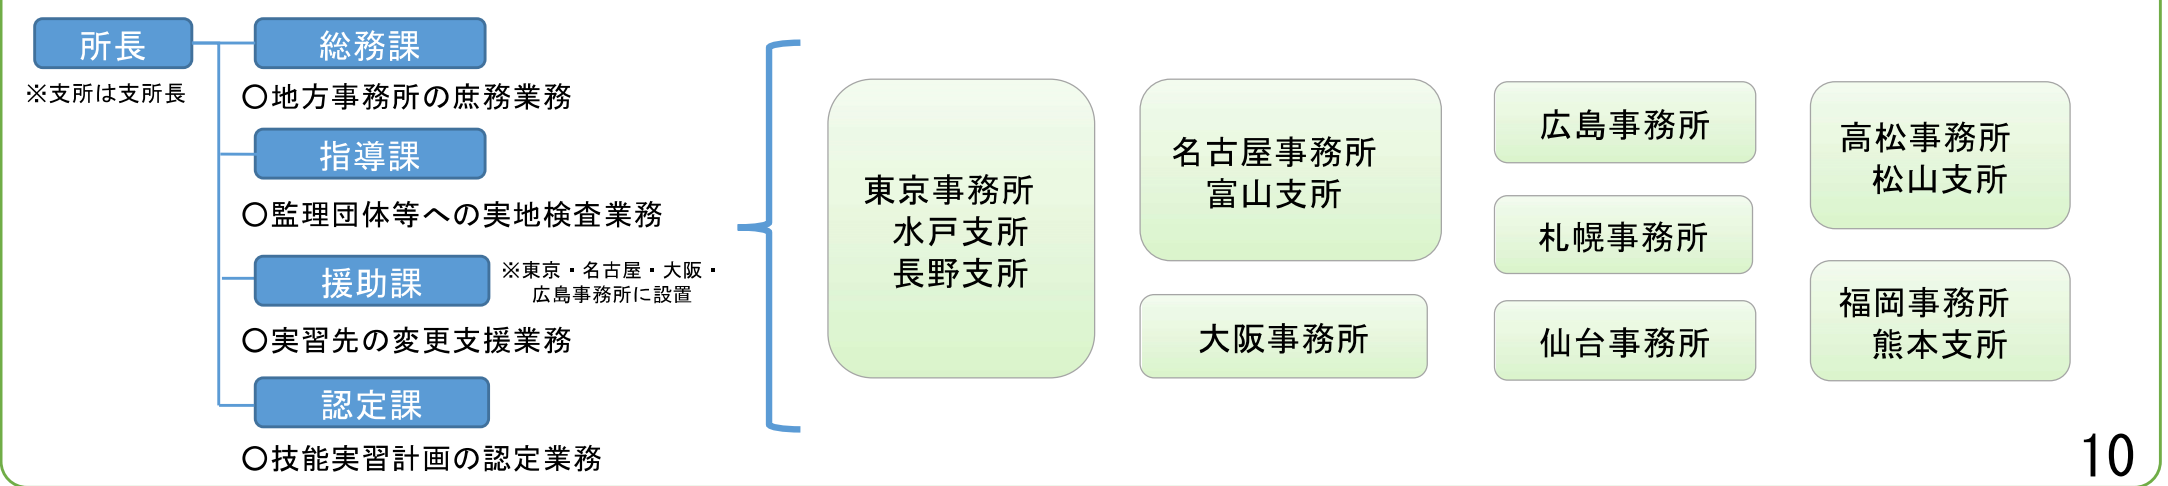 所長
※支所は支所長
総務課
〇地方事務所の庶務業務
指導課
〇監理団体等への実地検査業務
援助課
※東京・名古屋・大阪・
広島事務所に設置
〇実習先の変更支援業務
認定課
〇技能実習計画の認定業務
東京事務所
水戸支所
長野支所
名古屋事務所
富山支所
大阪事務所
広島事務所
札幌事務所
仙台事務所
高松事務所
松山支所
福岡事務所
熊本支所
10